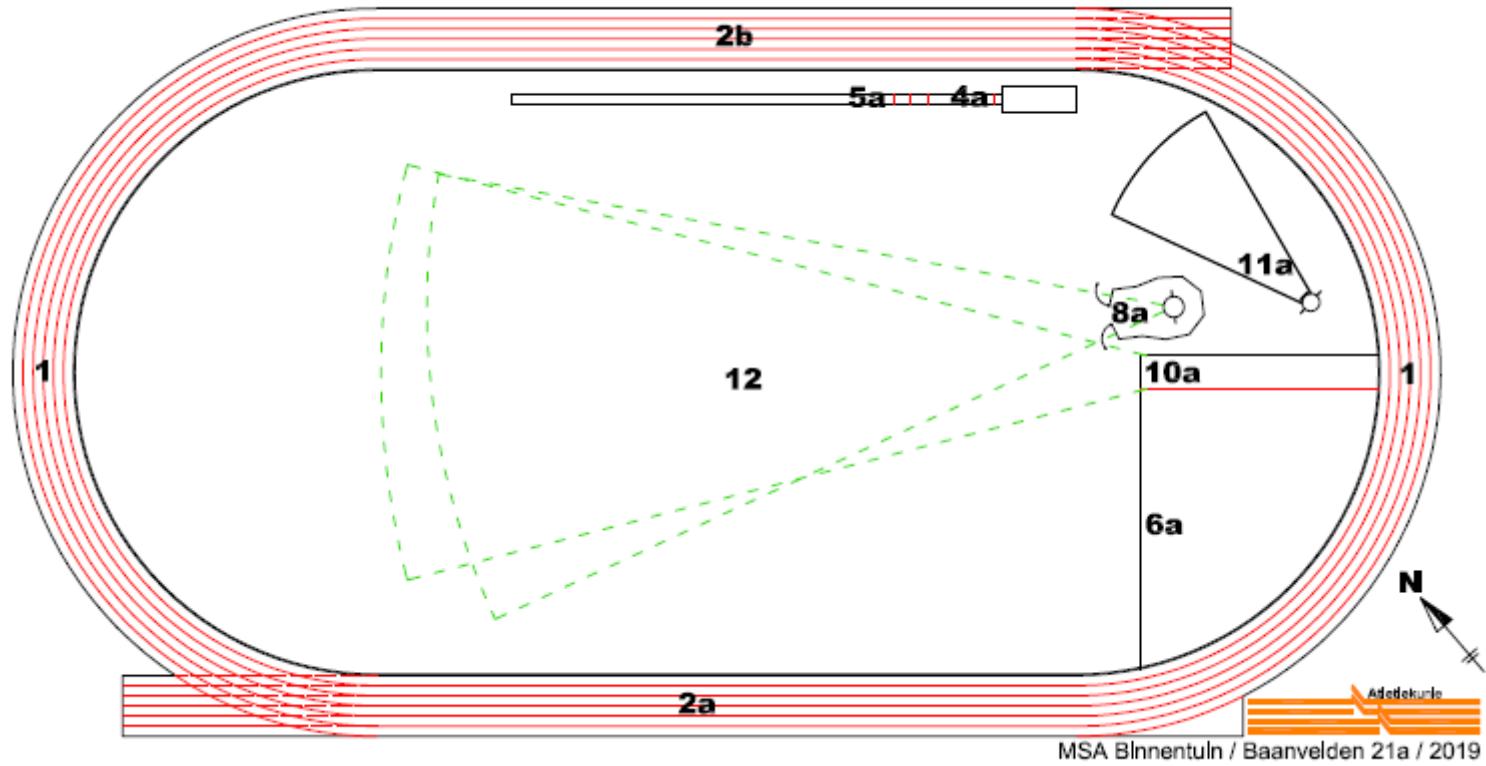 2b
5a 4a
11a
8a
1 12 10a 1
6a
N
2a
Atletiekunie
MSA Binnentuin / Baanvelden 21a / 2019